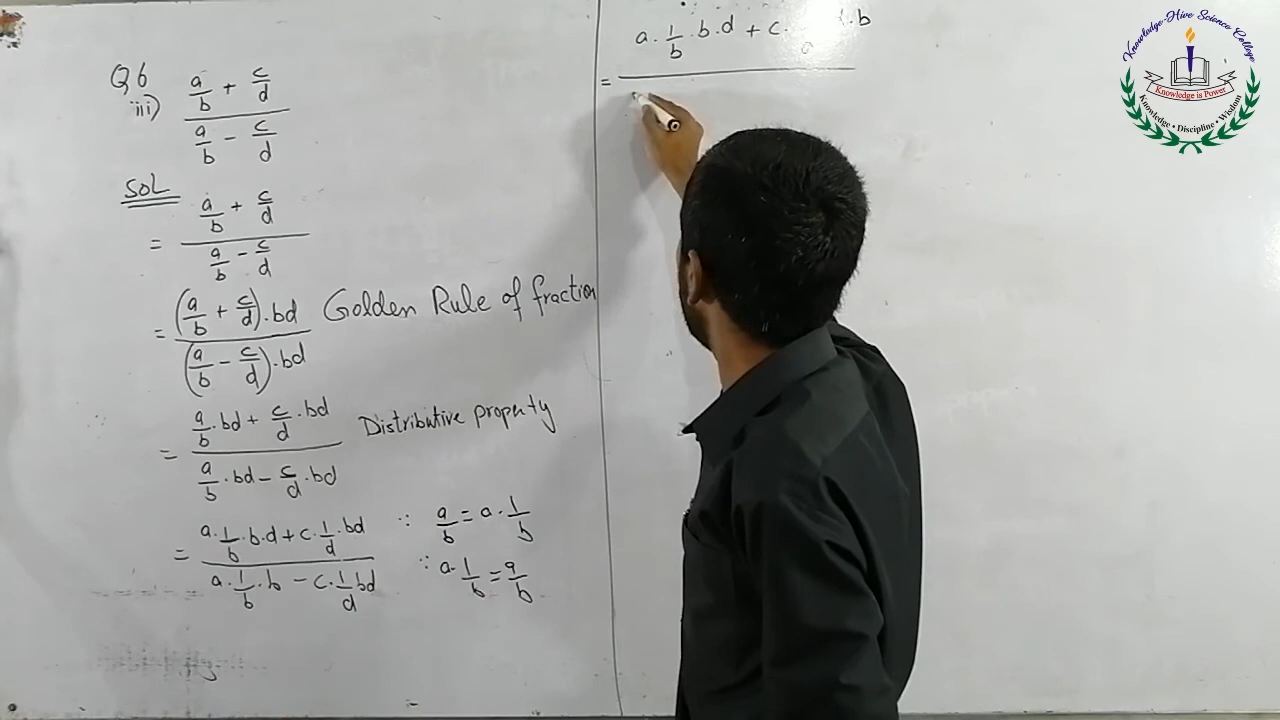 Q6
iii) a/b + c/d
a/b - c/d
SOL
= a/b + c/d
a/b - c/d
= (a/b + c/d).bd Golden Rule of fraction
(a/b - c/d).bd
= a/b.bd + c/d.bd Distributive property
a/b.bd - c/d.bd
= a.1/b.b.d + c.1/d.bd ∵ a/b = a.1/b
a.1/b.b - c.1/d bd ∵ a.1/b = a/b
= a.1/b.b.d + c. .b
Knowledge-Hive Science College
Knowledge is Power
Knowledge • Discipline • Wisdom